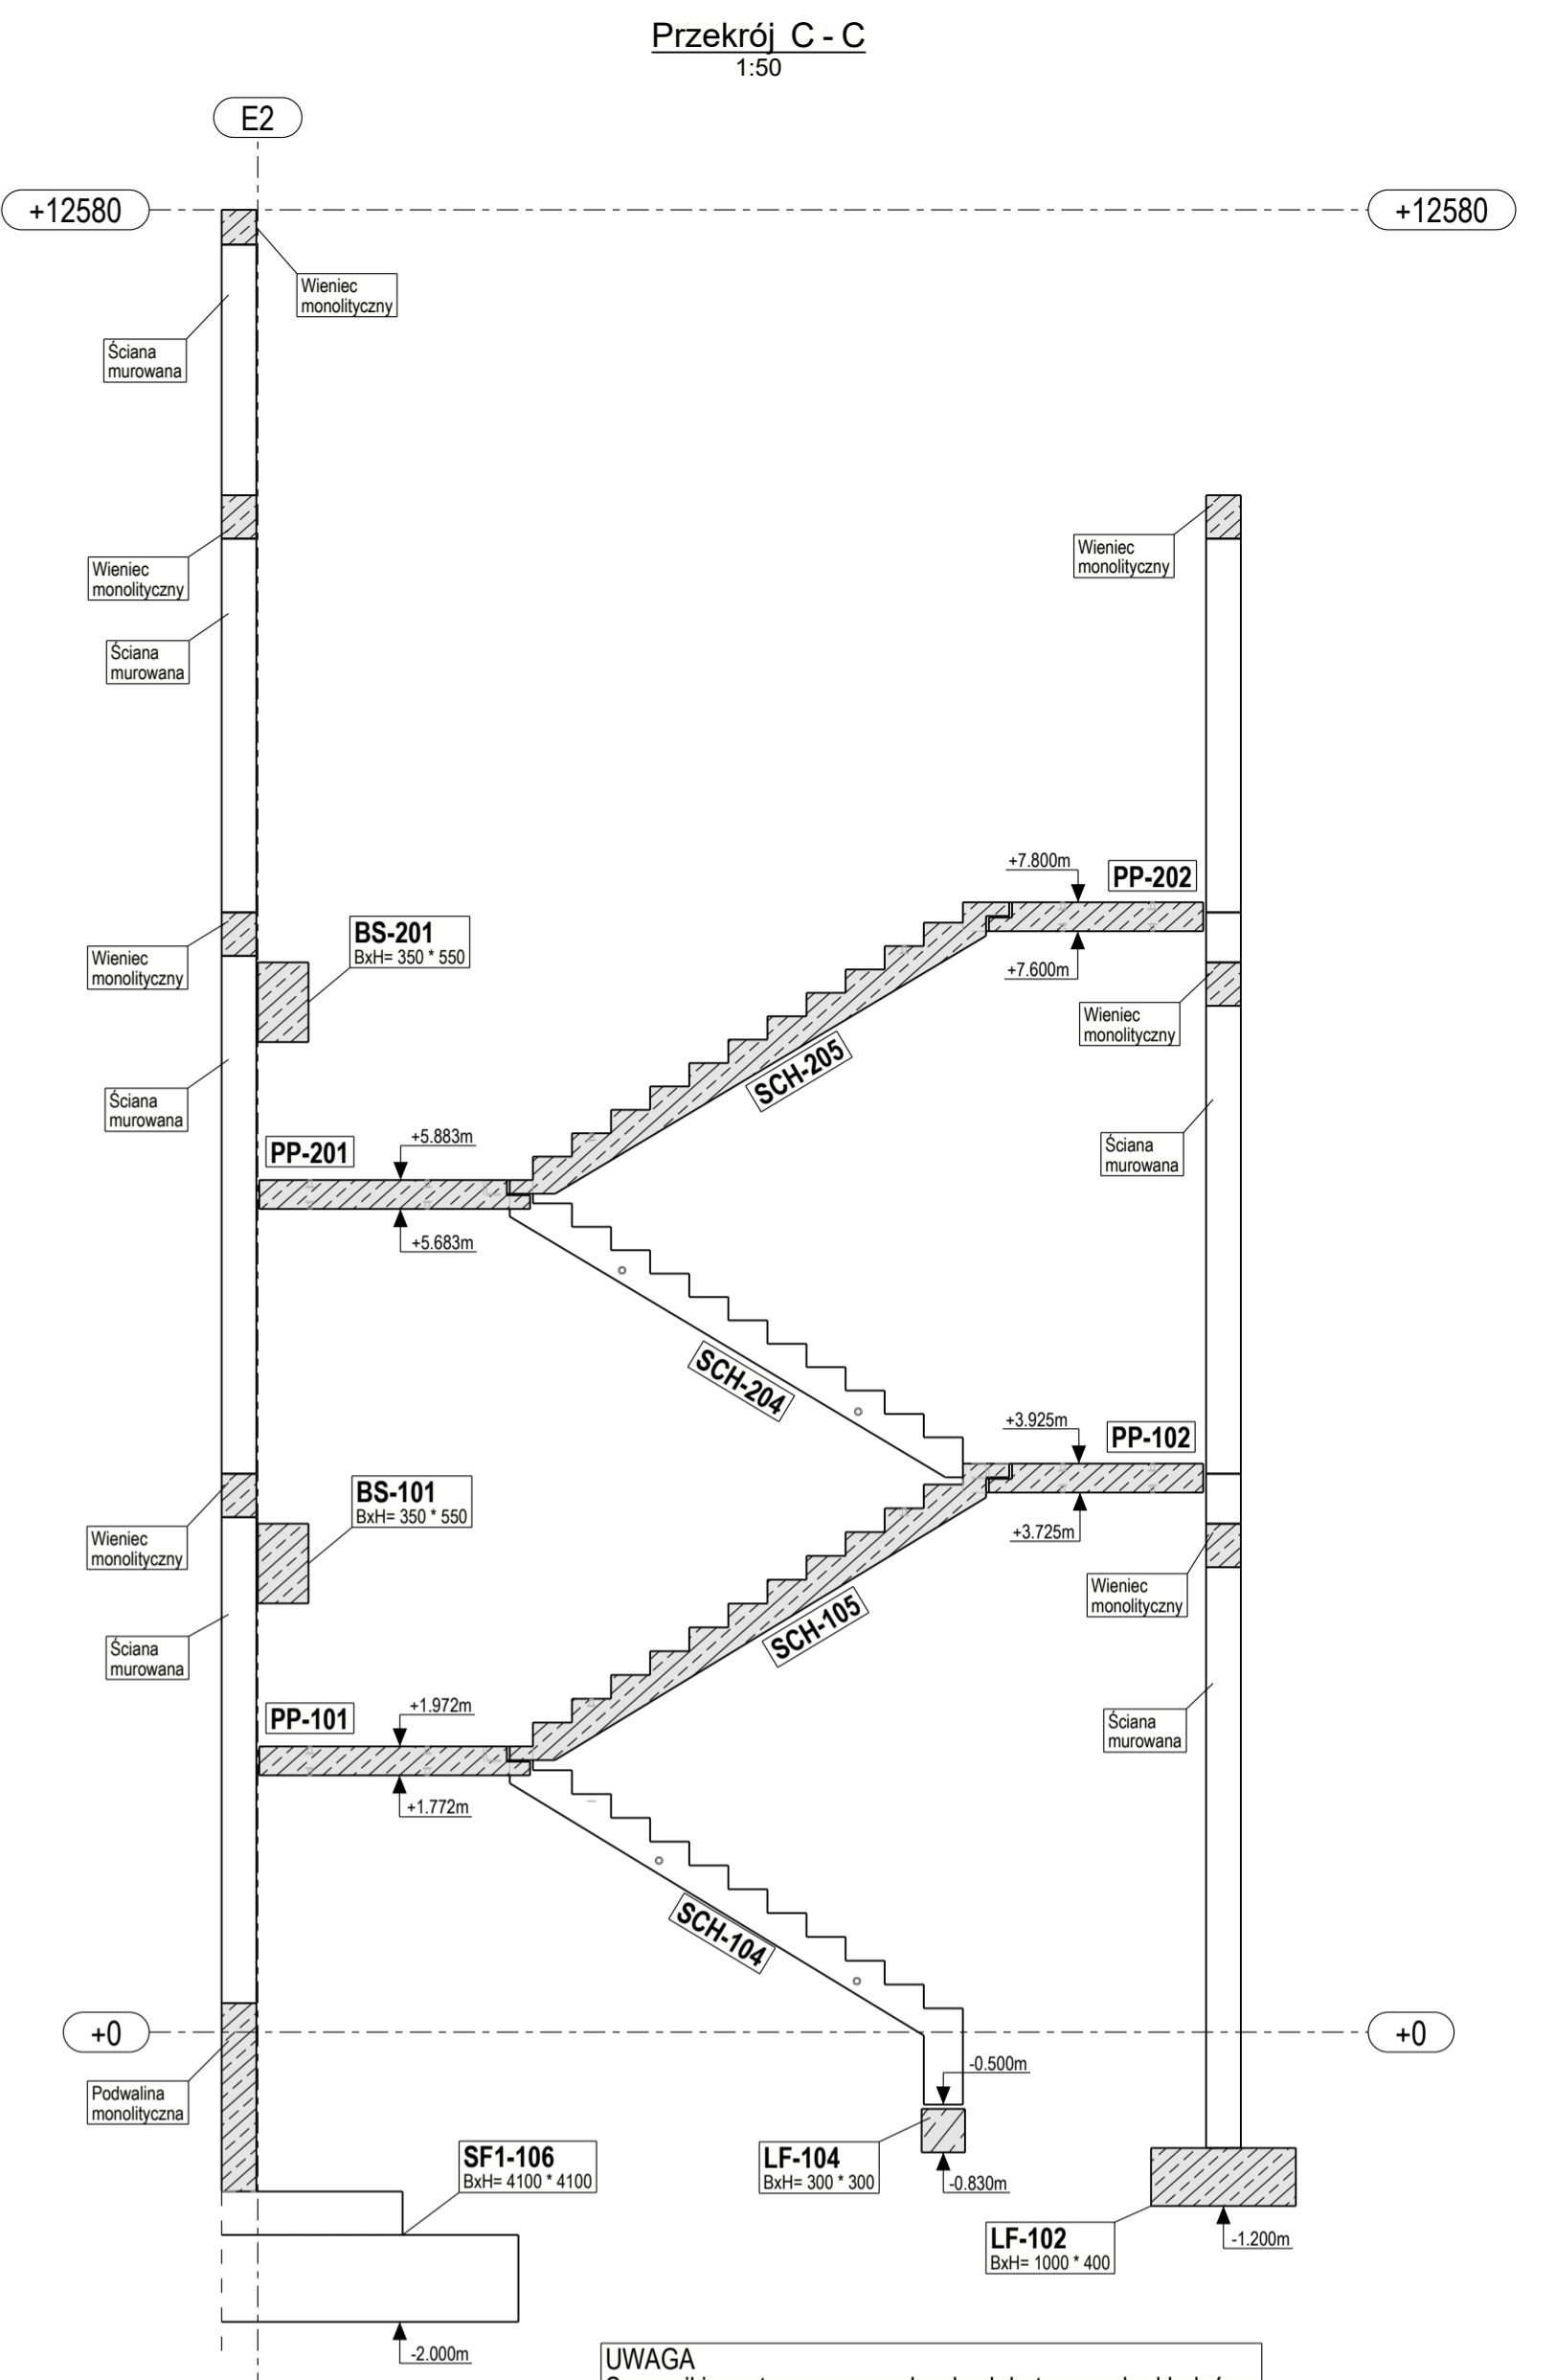 Przekrój C - C
1:50
E2
+12580
+12580
Wieniec
monolityczny
Ściana
murowana
Wieniec
monolityczny
Wieniec
monolityczny
Ściana
murowana
+7.800m
PP-202
BS-201
BxH= 350 * 550
Wieniec
monolityczny
+7.600m
Wieniec
monolityczny
SCH-205
Ściana
murowana
+5.883m
PP-201
Ściana
murowana
+5.683m
SCH-204
+3.925m
PP-102
BS-101
BxH= 350 * 550
Wieniec
monolityczny
+3.725m
Wieniec
monolityczny
SCH-105
Ściana
murowana
+1.972m
PP-101
Ściana
murowana
+1.772m
SCH-104
+0
+0
-0.500m
Podwalina
monolityczna
SF1-106
BxH= 4100 * 4100
LF-104
BxH= 300 * 300
-0.830m
LF-102
BxH= 1000 * 400
-1.200m
-2.000m
UWAGA